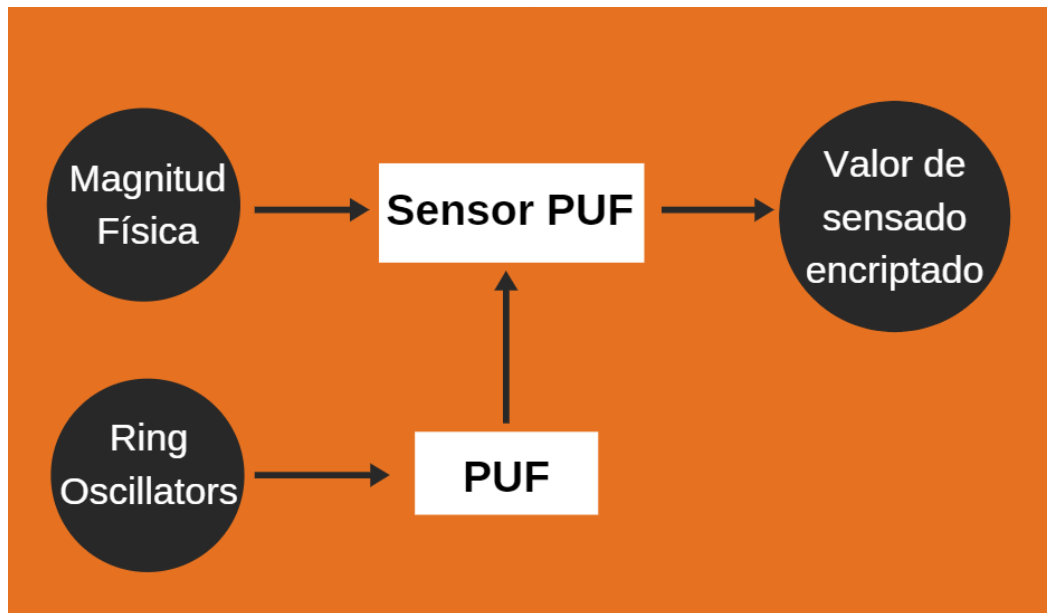 Magnitud
Física
Sensor PUF
Valor de
sensado
encriptado
Ring
Oscillators
PUF